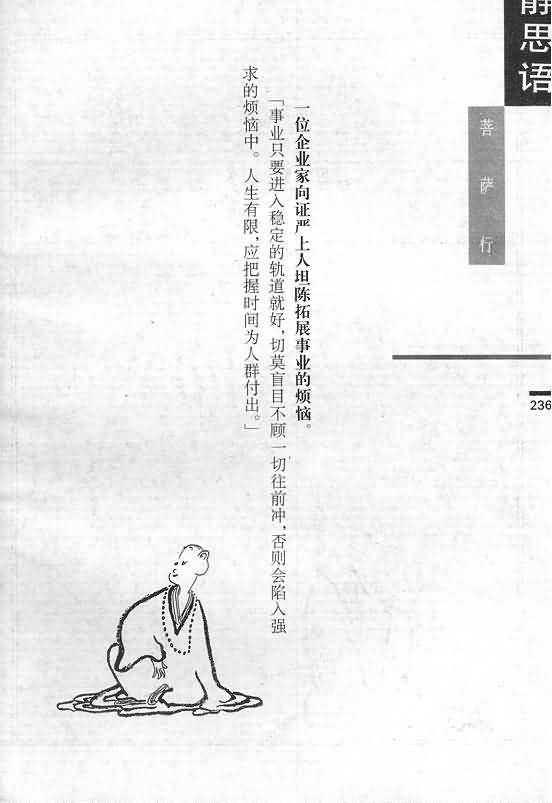 静思语
菩萨行
236
一位企业家向证严上人坦陈拓展事业的烦恼。
「事业只要进入稳定的轨道就好，切莫盲目不顾一切往前冲，否则会陷入强
求的烦恼中。人生有限，应把握时间为人群付出。」